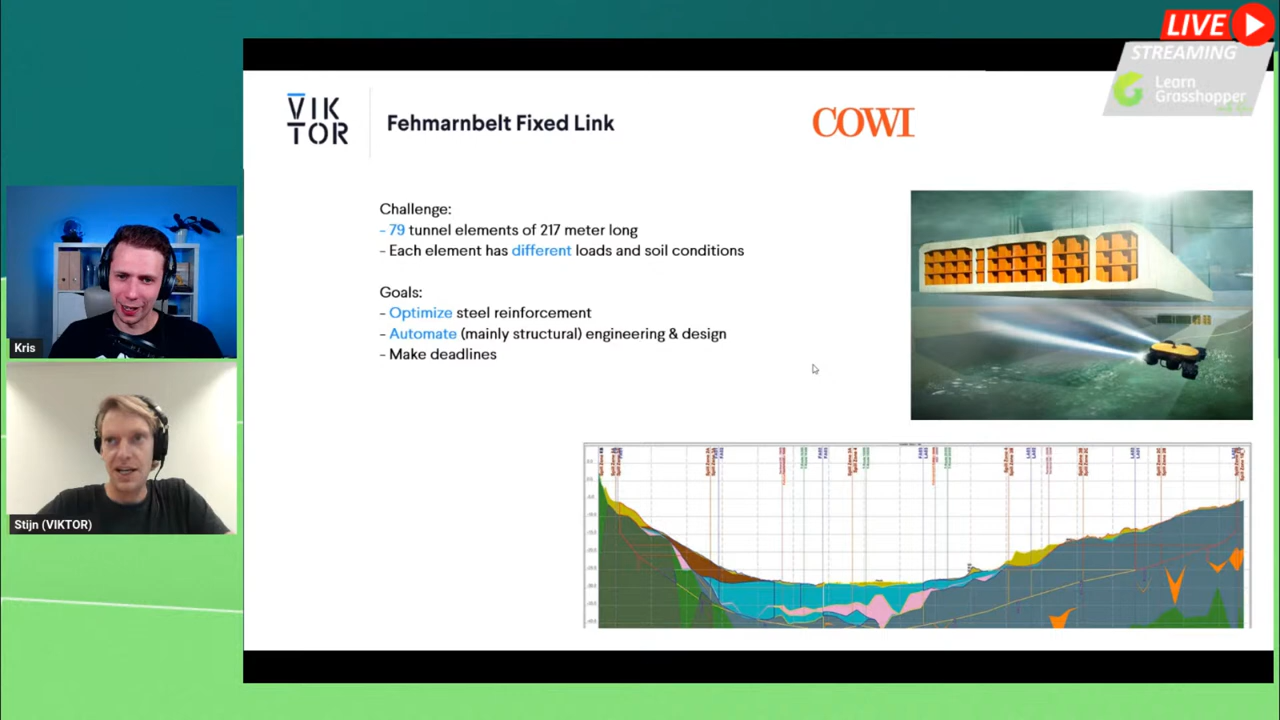 LIVE
STREAMING
Learn
Grasshopper
VIK
TOR
Fehmarnbelt Fixed Link
COWI
Challenge:
- 79 tunnel elements of 217 meter long
- Each element has different loads and soil conditions
Goals:
- Optimize steel reinforcement
- Automate (mainly structural) engineering & design
- Make deadlines
Kris
Stijn (VIKTOR)